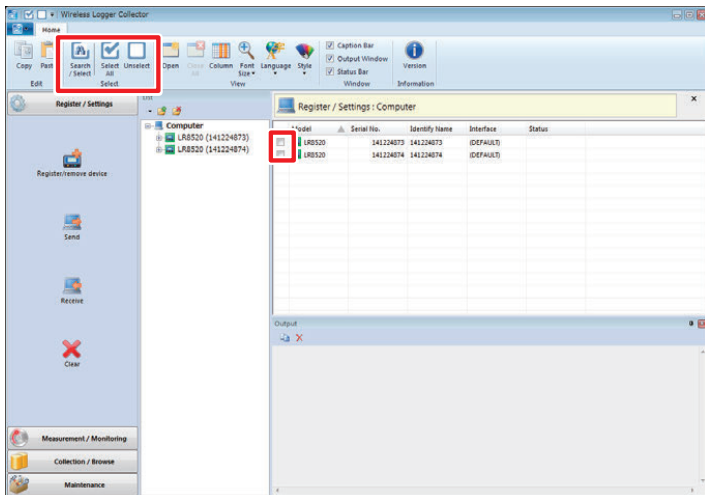 Wireless Logger Collector
Home
Copy
Search / Select
Select All
Unselect
Open
Close All
Column
Font Size
Language
Style
Caption Bar
Output Window
Status Bar
Version
Edit
Select
View
Window
Information
Register / Settings
Register/remove device
Send
Receive
Clear
Measurement / Monitoring
Collection / Browse
Maintenance
Computer
LR8520 (141224873)
LR8520 (141224874)
Register / Settings : Computer
Model Serial No. Identify Name Interface Status
LR8520 141224873 141224873 (DEFAULT)
LR8520 141224874 141224874 (DEFAULT)
Output